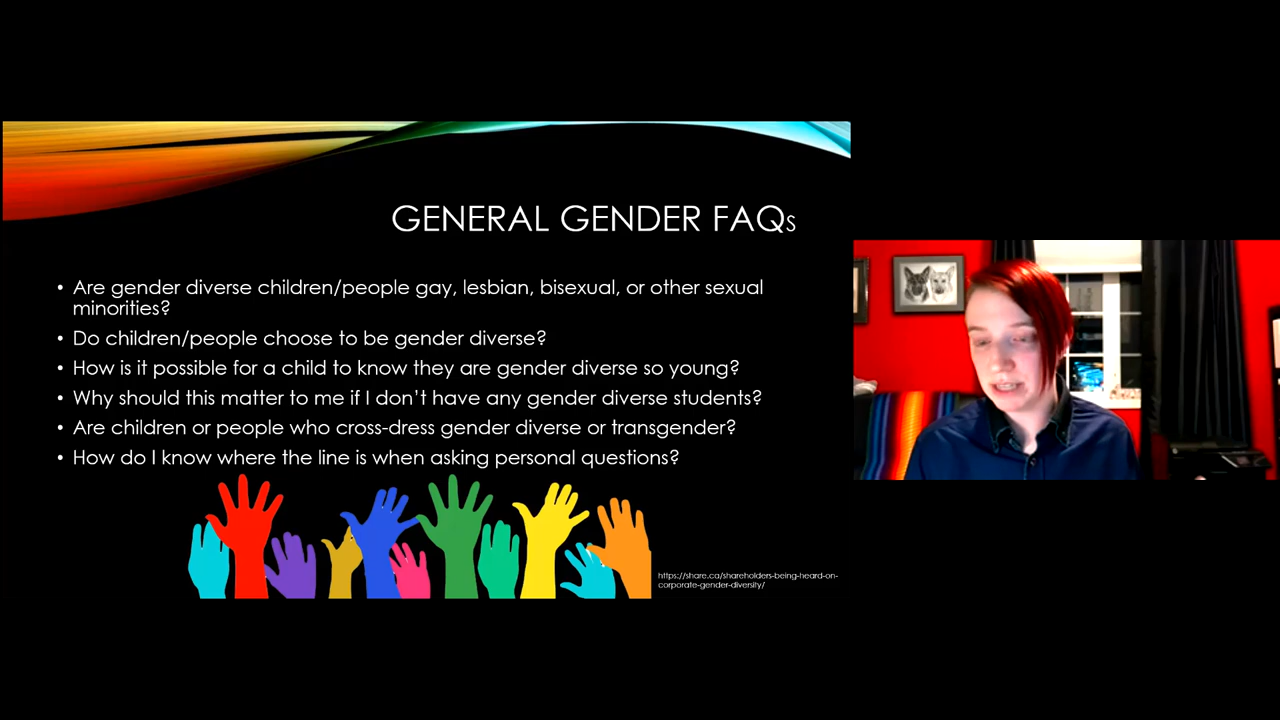 GENERAL GENDER FAQs
• Are gender diverse children/people gay, lesbian, bisexual, or other sexual
minorities?
• Do children/people choose to be gender diverse?
• How is it possible for a child to know they are gender diverse so young?
• Why should this matter to me if I don't have any gender diverse students?
• Are children or people who cross-dress gender diverse or transgender?
• How do I know where the line is when asking personal questions?
https://share.ca/shareholders-being-heard-on-
corporate-gender-diversity/